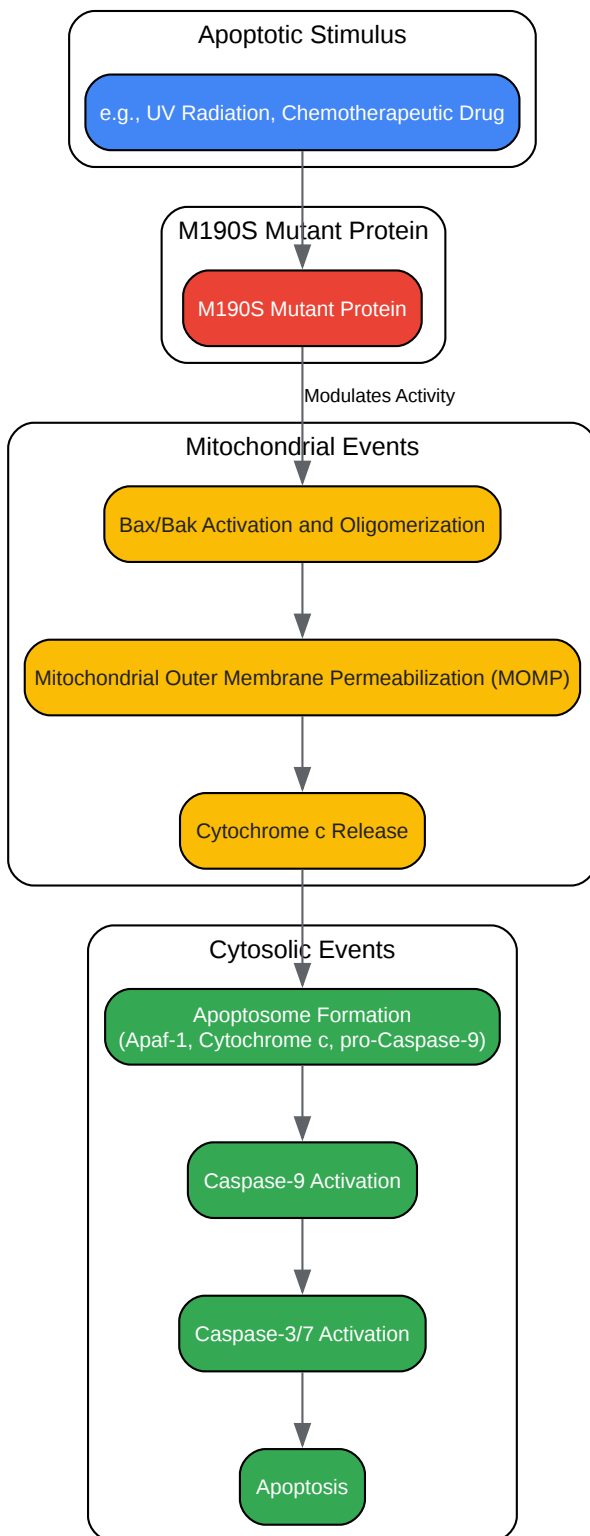 Apoptotic Stimulus
e.g., UV Radiation, Chemotherapeutic Drug
M190S Mutant Protein
M190S Mutant Protein
Modulates Activity
Mitochondrial Events
Bax/Bak Activation and Oligomerization
Mitochondrial Outer Membrane Permeabilization (MOMP)
Cytochrome c Release
Cytosolic Events
Apoptosome Formation
(Apaf-1, Cytochrome c, pro-Caspase-9)
Caspase-9 Activation
Caspase-3/7 Activation
Apoptosis